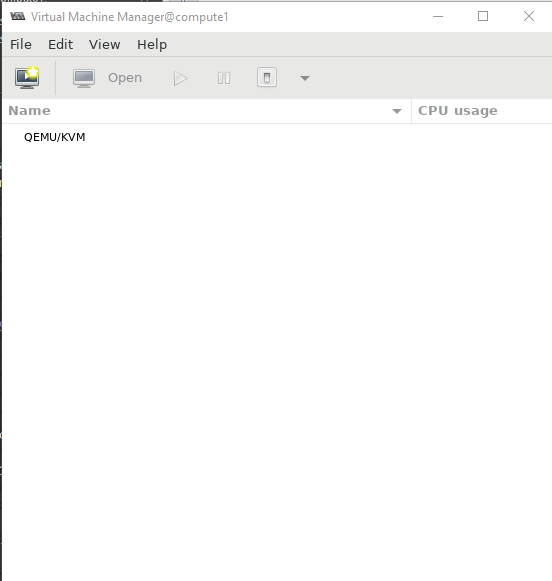 Virtual Machine Manager@compute1
File Edit View Help
Open
Name CPU usage
QEMU/KVM